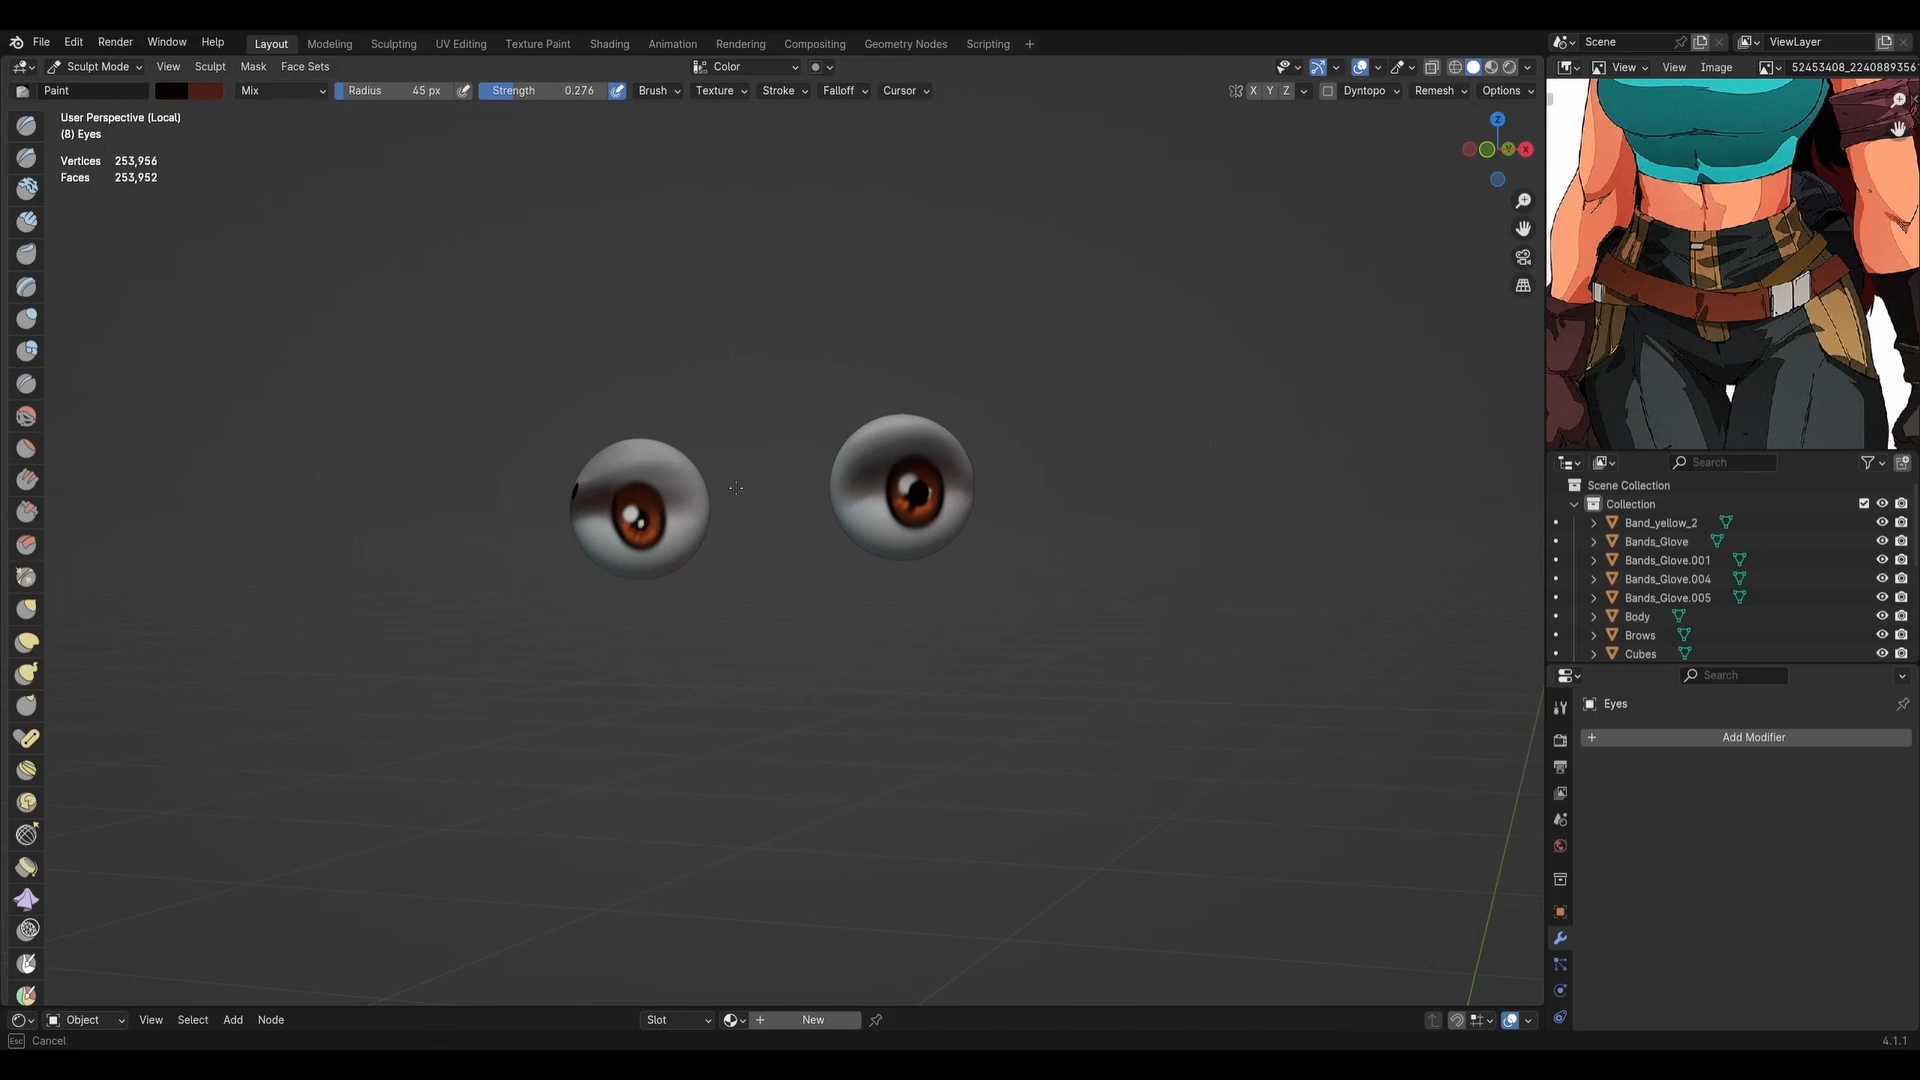 File Edit Render Window Help Layout Modeling Sculpting UV Editing Texture Paint Shading Animation Rendering Compositing Geometry Nodes Scripting Scene ViewLayer
Sculpt Mode View Sculpt Mask Face Sets Color View View Image 52453408_2240889356
Paint Mix Radius 45 px Strength 0.276 Brush Texture Stroke Falloff Cursor X Y Z Dyntopo Remesh Options
User Perspective (Local)
(8) Eyes
Vertices 253,956
Faces 253,952
Z
Y X
Search
Scene Collection
Collection
Band_yellow_2
Bands_Glove
Bands_Glove.001
Bands_Glove.004
Bands_Glove.005
Body
Brows
Cubes
Search
Eyes
Add Modifier
Object View Select Add Node Slot New
Esc Cancel 4.1.1